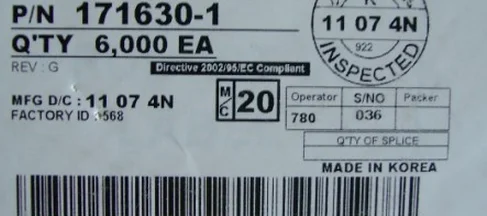 P/N 171630-1
Q'TY 6,000 EA
REV : G
Directive 2002/95/EC Compliant
11 07 4N
922
INSPECTED
MFG D/C : 11 07 4N
FACTORY ID
M/C 20
Operator S/NO Packer
780 036
Q'TY OF SPLICE
MADE IN KOREA